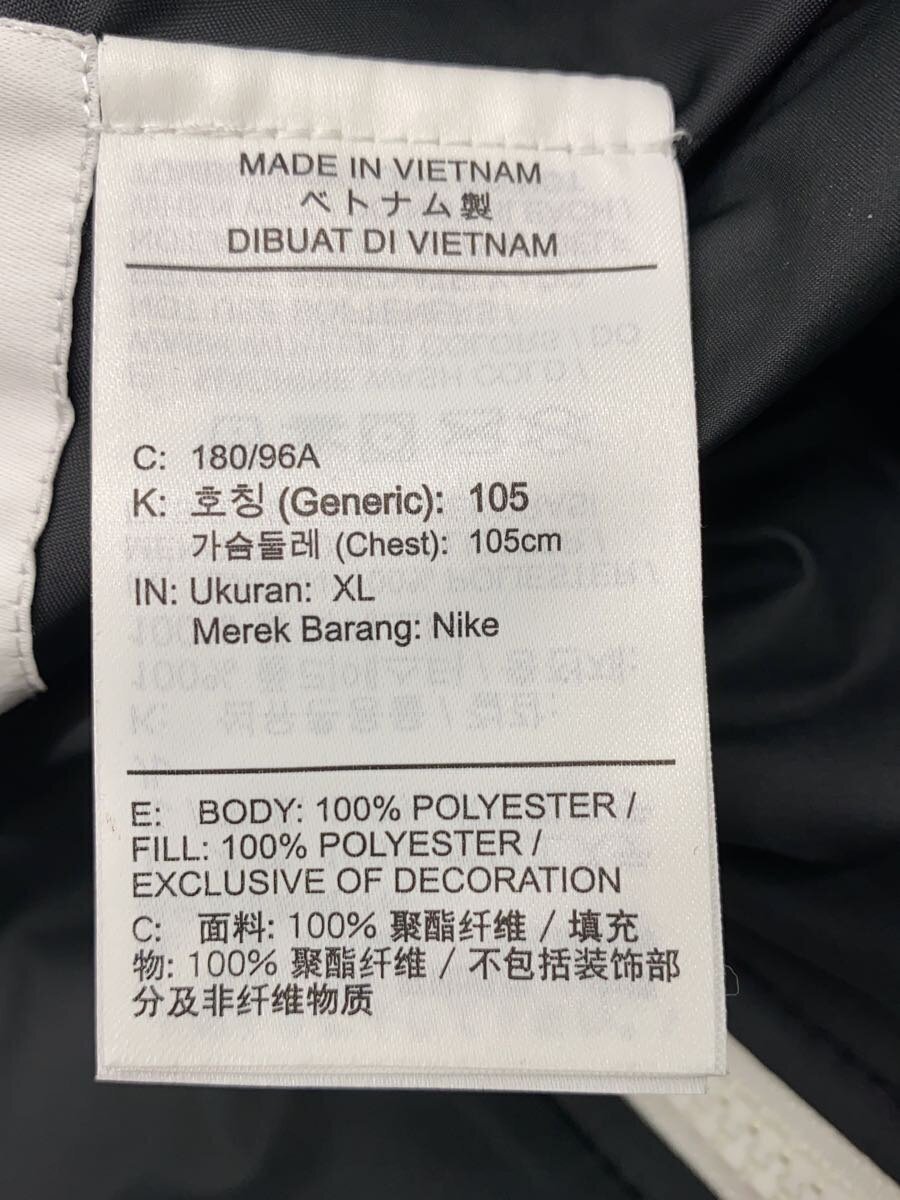 MADE IN VIETNAM
ベトナム製
DIBUAT DI VIETNAM
C: 180/96A
K: 호칭 (Generic): 105
가슴둘레 (Chest): 105cm
IN: Ukuran: XL
Merek Barang: Nike
E: BODY: 100% POLYESTER /
FILL: 100% POLYESTER /
EXCLUSIVE OF DECORATION
C: 面料: 100% 聚酯纤维 / 填充
物: 100% 聚酯纤维 / 不包括装饰部
分及非纤维物质